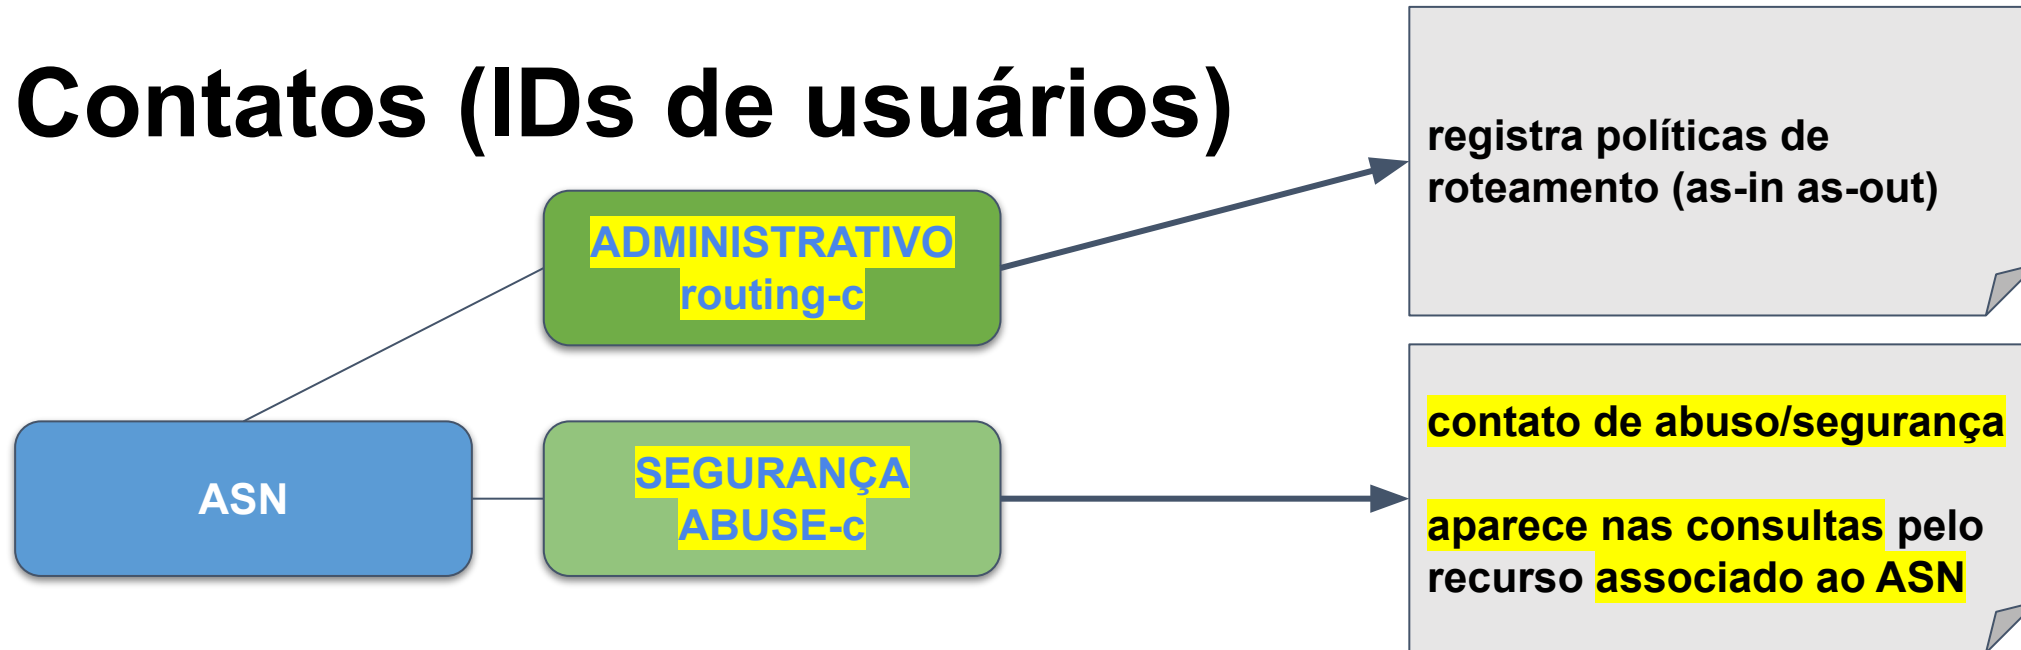 Contatos (IDs de usuários)
registra políticas de
roteamento (as-in as-out)
ADMINISTRATIVO
routing-c
ASN
SEGURANÇA
ABUSE-c
contato de abuso/segurança
aparece nas consultas pelo
recurso associado ao ASN